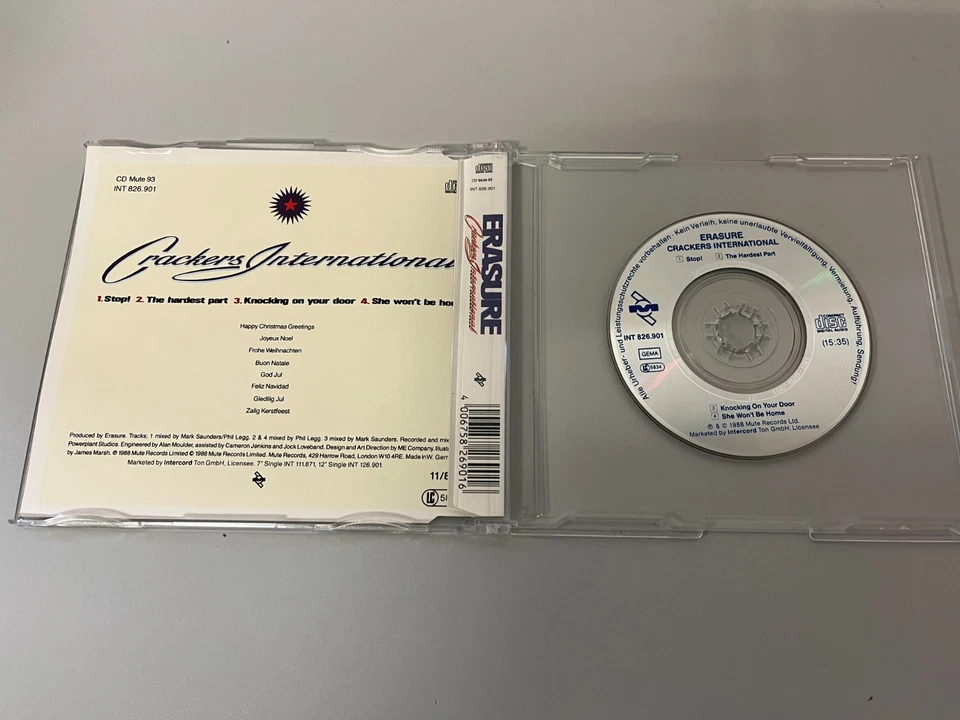 CD Mute 93
INT 826.901
Crackers International
1. Stop! 2. The hardest part 3. Knocking on your door 4. She won't be
Happy Christmas Greetings
Joyeux Noel
Frohe Weihnachten
Buon Natale
God Jul
Feliz Navidad
Gledilig Jul
Zalig Kerstfeest
Produced by Erasure. Tracks; 1 mixed by Mark Saunders/Phil Legg. 2 & 4 mixed by Phil Legg. 3 mixed by Mark Saunders. Recorded and
Powerplant Studios. Engineered by Alan Moulder, assisted by Cameron Jenkins and Jock Loveband. Design and Art Direction by ME Company.
by James Marsh. ℗ 1988 Mute Records Limited © 1988 Mute Records Limited. Mute Records, 429 Harrow Road, London W10 4RE. Made in W.
Marketed by Intercord Ton GmbH, Licensee. 7" Single INT 111.871, 12" Single INT 126.901.
11/8
LC
CD Mute 93
INT 826.901
ERASURE
Crackers International
4 006758 269016
Alle Urheber- und Leistungsschutzrechte vorbehalten. Kein Verleih, keine unerlaubte Vervielfältigung, Vermietung, Aufführung, Sendung!
ERASURE
CRACKERS INTERNATIONAL
1 Stop! 2 The Hardest Part
INT 826.901
GEMA
LC 5834
COMPACT
disc
DIGITAL AUDIO
(15:35)
3 Knocking On Your Door
4 She Won't Be Home
℗ & © 1988 Mute Records Ltd.
Marketed by Intercord Ton GmbH, Licensee